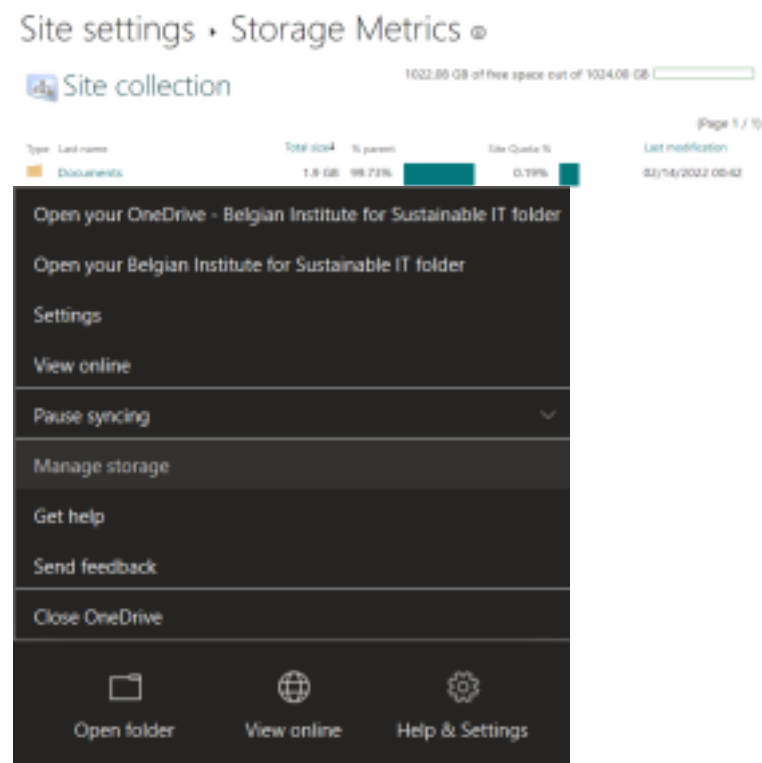 Site settings › Storage Metrics
Site collection
1022.08 GB of free space out of 1024.00 GB
(Page 1 / 1)
Type Last name Total size↓ % parent Site Quota % Last modification
Documents 1.9 GB 99.73% 0.19% 02/14/2022 00:42
Open your OneDrive - Belgian Institute for Sustainable IT folder
Open your Belgian Institute for Sustainable IT folder
Settings
View online
Pause syncing
Manage storage
Get help
Send feedback
Close OneDrive
Open folder View online Help & Settings